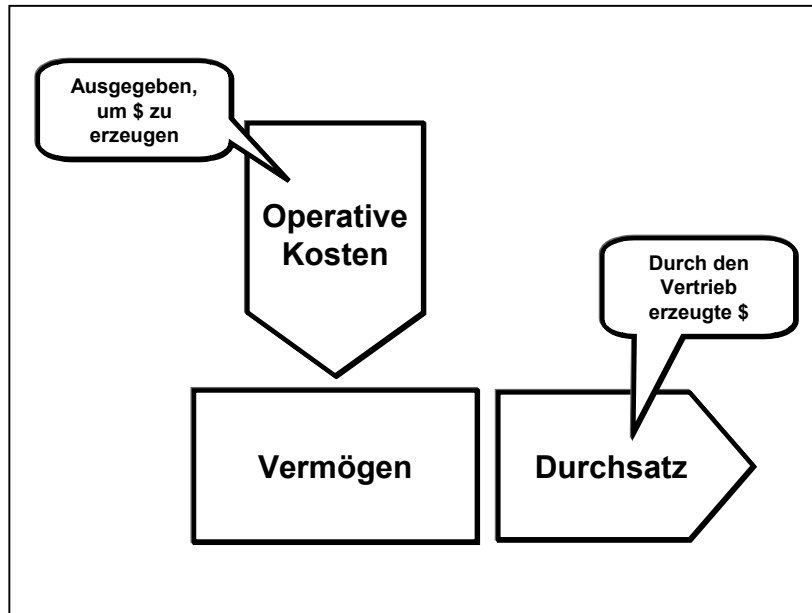 Ausgegeben,
um $ zu
erzeugen
Operative
Kosten
Durch den
Vertrieb
erzeugte $
Vermögen
Durchsatz